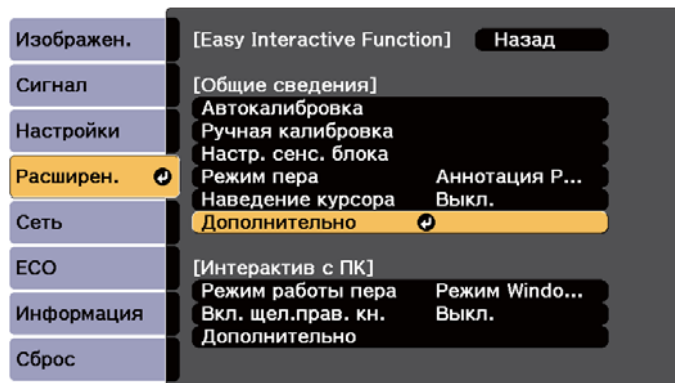 Изображен.
Сигнал
Настройки
Расширен.
Сеть
ECO
Информация
Сброс
[Easy Interactive Function] Назад
[Общие сведения]
Автокалибровка
Ручная калибровка
Настр. сенс. блока
Режим пера Аннотация P...
Наведение курсора Выкл.
Дополнительно
[Интерактив с ПК]
Режим работы пера Режим Windo...
Вкл. щел.прав. кн. Выкл.
Дополнительно